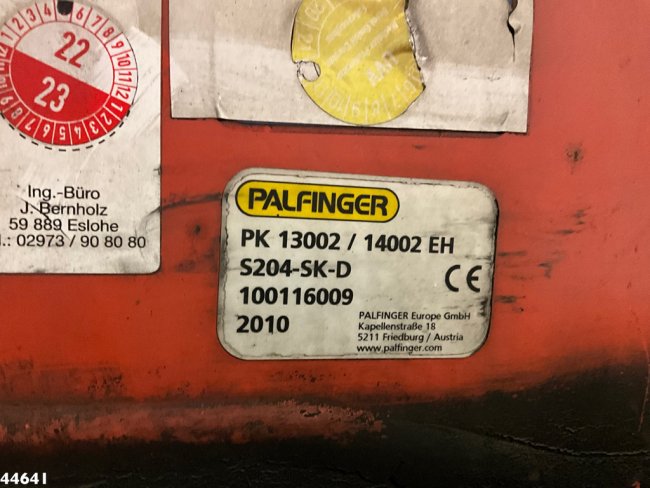 22
23
Ing.-Büro
J. Bernholz
59 889 Eslohe
.: 02973 / 90 80 80
PALFINGER
PK 13002 / 14002 EH
S204-SK-D
100116009
2010
CE
PALFINGER Europe GmbH
Kapellenstraße 18
5211 Friedburg / Austria
www.palfinger.com
44641